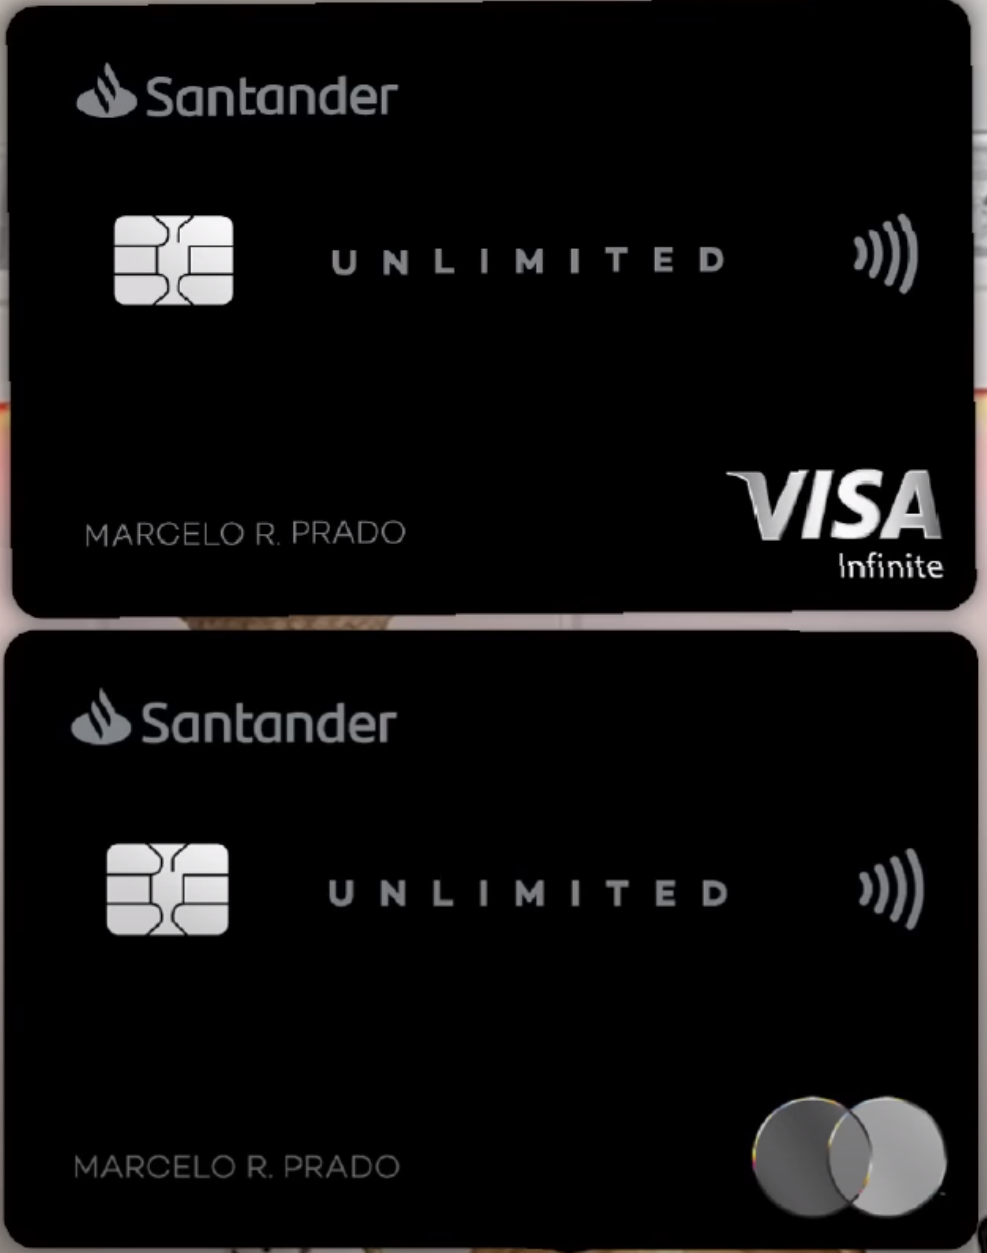 Santander
UNLIMITED
MARCELO R. PRADO
VISA
Infinite
Santander
UNLIMITED
MARCELO R. PRADO